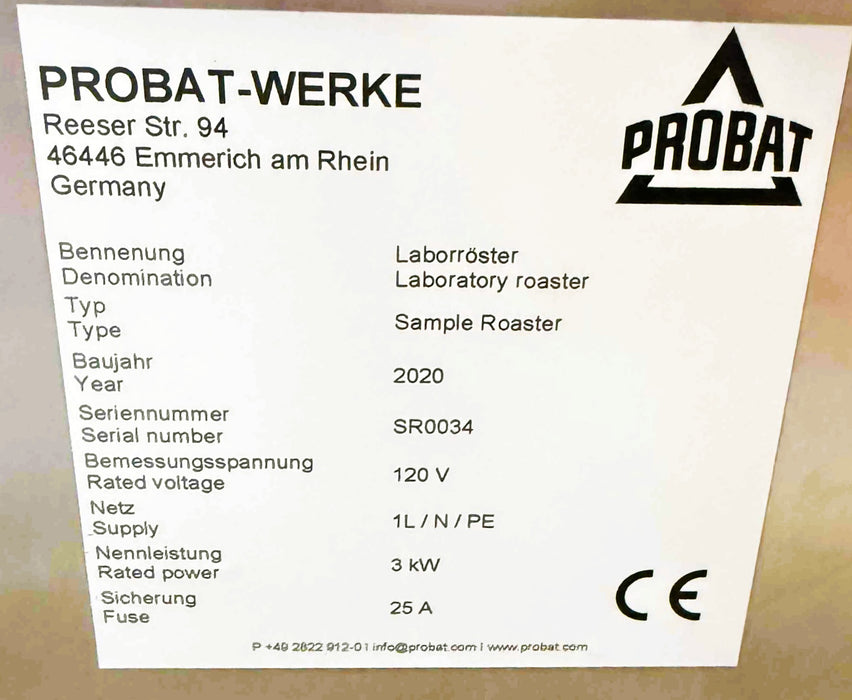 PROBAT-WERKE
Reeser Str. 94
46446 Emmerich am Rhein
Germany
PROBAT
Bennenung
Denomination
Laborröster
Laboratory roaster
Typ
Type
Sample Roaster
Baujahr
Year
2020
Seriennummer
Serial number
SR0034
Bemessungsspannung
Rated voltage
120 V
Netz
Supply
1L / N / PE
Nennleistung
Rated power
3 kW
Sicherung
Fuse
25 A
CE
P +49 2822 912-0 I info@probat.com I www.probat.com